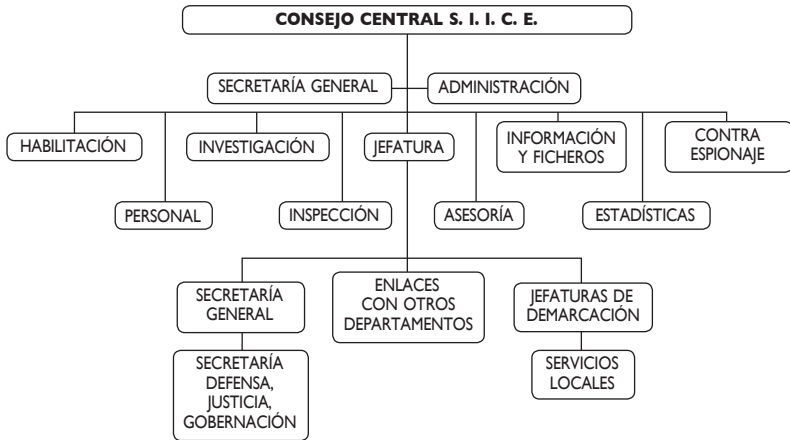 CONSEJO CENTRAL S. I. I. C. E.
SECRETARÍA GENERAL
ADMINISTRACIÓN
HABILITACIÓN
INVESTIGACIÓN
JEFATURA
INFORMACIÓN
Y FICHEROS
CONTRA
ESPIONAJE
PERSONAL
INSPECCIÓN
ASESORÍA
ESTADÍSTICAS
SECRETARÍA
GENERAL
ENLACES
CON OTROS
DEPARTAMENTOS
JEFATURAS DE
DEMARCACIÓN
SECRETARÍA
DEFENSA,
JUSTICIA,
GOBERNACIÓN
SERVICIOS
LOCALES